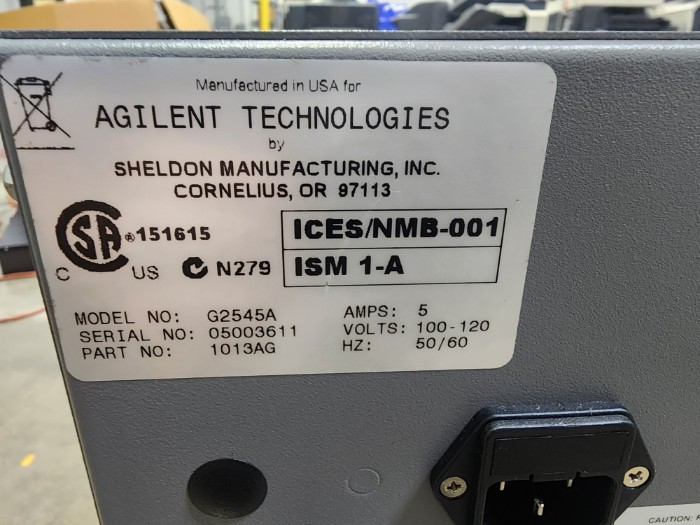 Manufactured in USA for
AGILENT TECHNOLOGIES
by
SHELDON MANUFACTURING, INC.
CORNELIUS, OR 97113
CSA ® 151615
C US
N279
ICES/NMB-001
ISM 1-A
MODEL NO: G2545A
SERIAL NO: 05003611
PART NO: 1013AG
AMPS: 5
VOLTS: 100-120
HZ: 50/60
CAUTION: